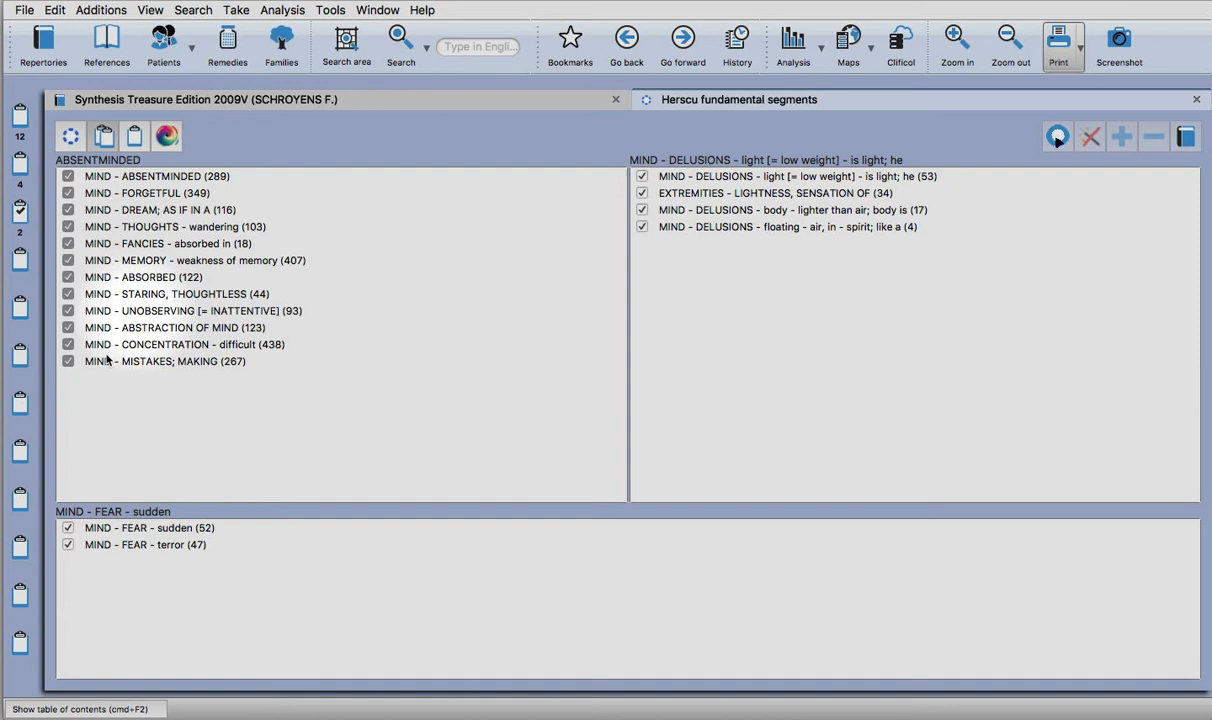 File Edit Additions View Search Take Analysis Tools Window Help
Type in Engli...
Repertories References Patients Remedies Families Search area Search Bookmarks Go back Go forward History Analysis Maps Clificol Zoom in Zoom out Print Screenshot
Synthesis Treasure Edition 2009V (SCHROYENS F.)
Herscu fundamental segments
12
4
2
ABSENTMINDED
MIND - ABSENTMINDED (289)
MIND - FORGETFUL (349)
MIND - DREAM; AS IF IN A (116)
MIND - THOUGHTS - wandering (103)
MIND - FANCIES - absorbed in (18)
MIND - MEMORY - weakness of memory (407)
MIND - ABSORBED (122)
MIND - STARING, THOUGHTLESS (44)
MIND - UNOBSERVING [= INATTENTIVE] (93)
MIND - ABSTRACTION OF MIND (123)
MIND - CONCENTRATION - difficult (438)
MIND - MISTAKES; MAKING (267)
MIND - DELUSIONS - light [= low weight] - is light; he
MIND - DELUSIONS - light [= low weight] - is light; he (53)
EXTREMITIES - LIGHTNESS, SENSATION OF (34)
MIND - DELUSIONS - body - lighter than air; body is (17)
MIND - DELUSIONS - floating - air, in - spirit; like a (4)
MIND - FEAR - sudden
MIND - FEAR - sudden (52)
MIND - FEAR - terror (47)
Show table of contents (cmd+F2)